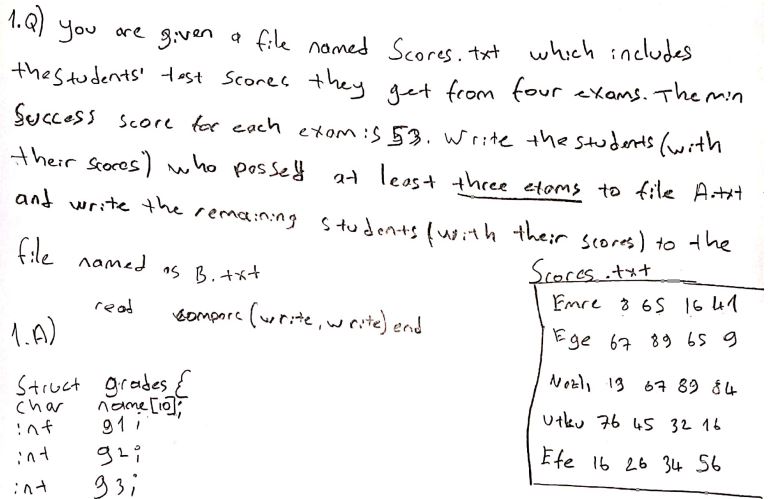 1.Q) You are given a file named Scores.txt which includes
the students' test scores they get from four exams. The min
Success score for each exam is 53. Write the students (with
their scores) who passed at least three exams to file A.txt
and write the remaining students (with their scores) to the
file named as B.txt
Scores.txt
Emre 8 65 16 41
Ege 67 89 65 9
Nazlı 19 67 89 84
Utku 76 45 32 16
Efe 16 26 34 56
read compare (write, write) end
1.A)
Struct grades {
char name[10];
int g1;
int g2;
int g3;